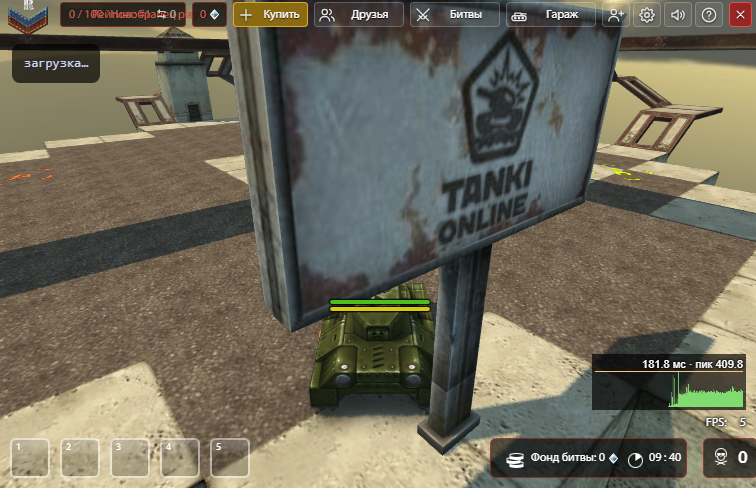 0
Купить
Друзья
Битвы
Гараж
загрузка...
TANKI
ONLINE
181.8 мс · пик 409.8
FPS: 5
1
2
3
4
5
Фонд битвы: 0
09:40
0